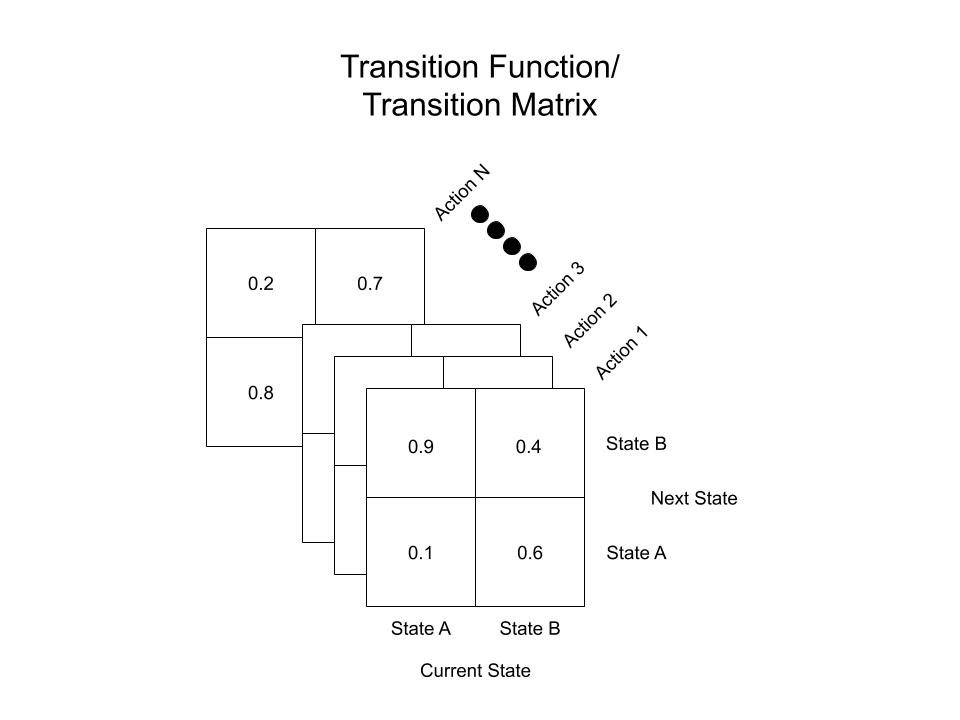 Transition Function/
Transition Matrix
Action N
Action 3
Action 2
Action 1
0.2 0.7
0.8
0.9 0.4 State B
Next State
0.1 0.6 State A
State A State B
Current State